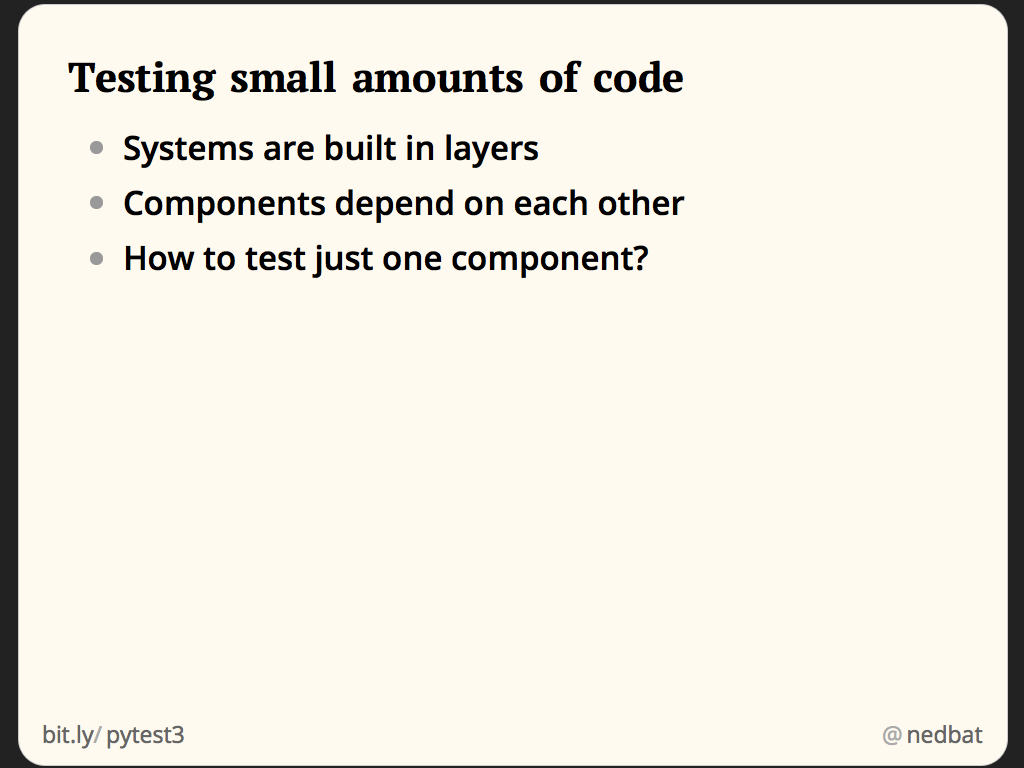 Testing small amounts of code
Systems are built in layers
Components depend on each other
How to test just one component?
bit.ly/ pytest3
@ nedbat